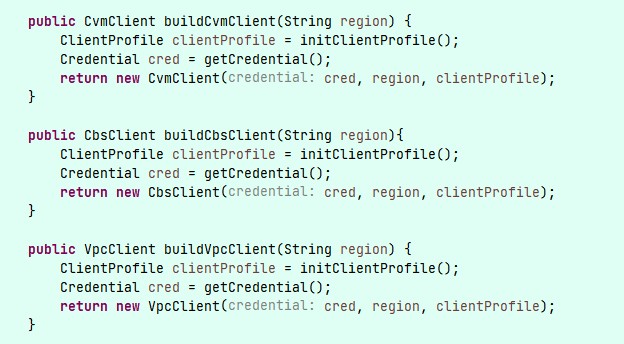 public CvmClient buildCvmClient(String region) {
ClientProfile clientProfile = initClientProfile();
Credential cred = getCredential();
return new CvmClient(credential: cred, region, clientProfile);
}
public CbsClient buildCbsClient(String region){
ClientProfile clientProfile = initClientProfile();
Credential cred = getCredential();
return new CbsClient(credential: cred, region, clientProfile);
}
public VpcClient buildVpcClient(String region) {
ClientProfile clientProfile = initClientProfile();
Credential cred = getCredential();
return new VpcClient(credential: cred, region, clientProfile);
}